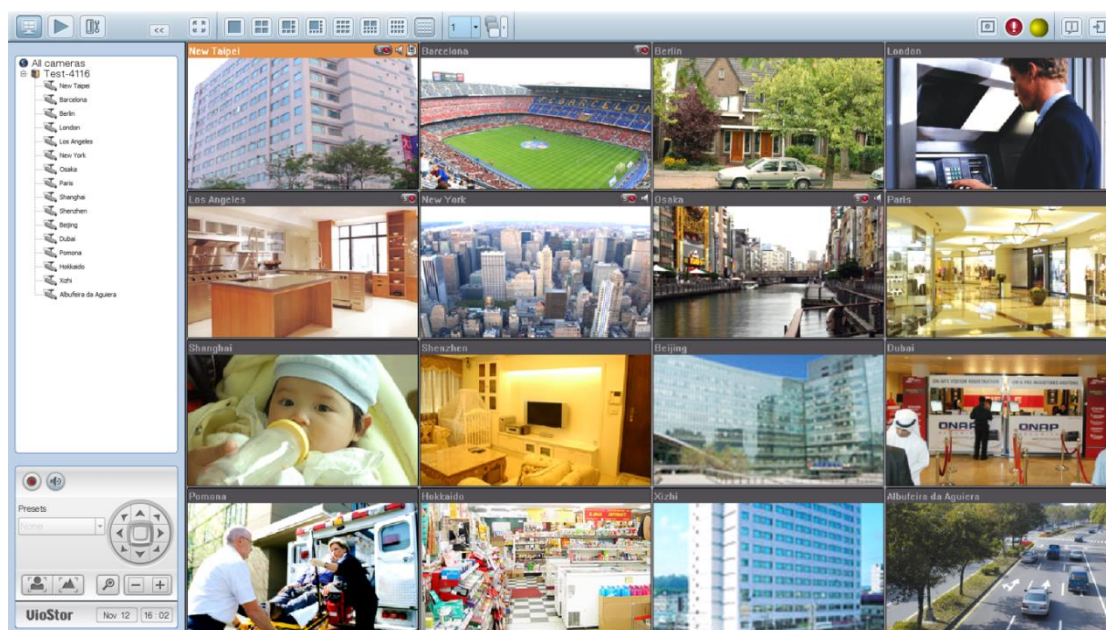 <<
1
All cameras
Test-4116
New Taipei
Barcelona
Berlin
London
Los Angeles
New York
Osaka
Paris
Shanghai
Shenzhen
Beijing
Dubai
Pomona
Hokkaido
Xizhi
Albufeira da Aguiera
Presets
None
VioStor
Nov 12
16 : 02
New Taipei
Barcelona
Berlin
London
BARCELON
Los Angeles
New York
Osaka
Paris
Shanghai
Shenzhen
Beijing
Dubai
QNAP
QNAP
Pomona
Hokkaido
Xizhi
Albufeira da Aguiera